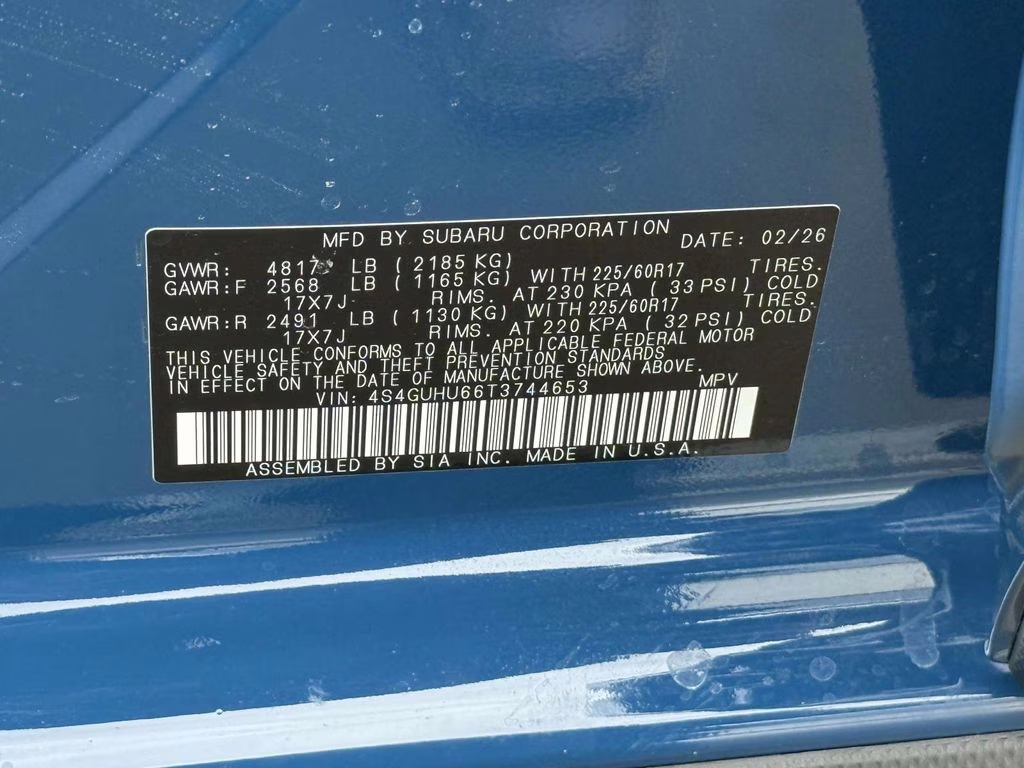 MFD BY SUBARU CORPORATION DATE: 02/26
GVWR: 4817 LB ( 2185 KG)
GAWR:F 2568 LB ( 1165 KG) WITH 225/60R17 TIRES.
17X7J RIMS. AT 230 KPA ( 33 PSI) COLD
GAWR:R 2491 LB ( 1130 KG) WITH 225/60R17 TIRES.
17X7J RIMS. AT 220 KPA ( 32 PSI) COLD
THIS VEHICLE CONFORMS TO ALL APPLICABLE FEDERAL MOTOR
VEHICLE SAFETY AND THEFT PREVENTION STANDARDS
IN EFFECT ON THE DATE OF MANUFACTURE SHOWN ABOVE.
VIN: 4S4GUHU66T3744653 MPV
ASSEMBLED BY SIA INC. MADE IN U.S.A.